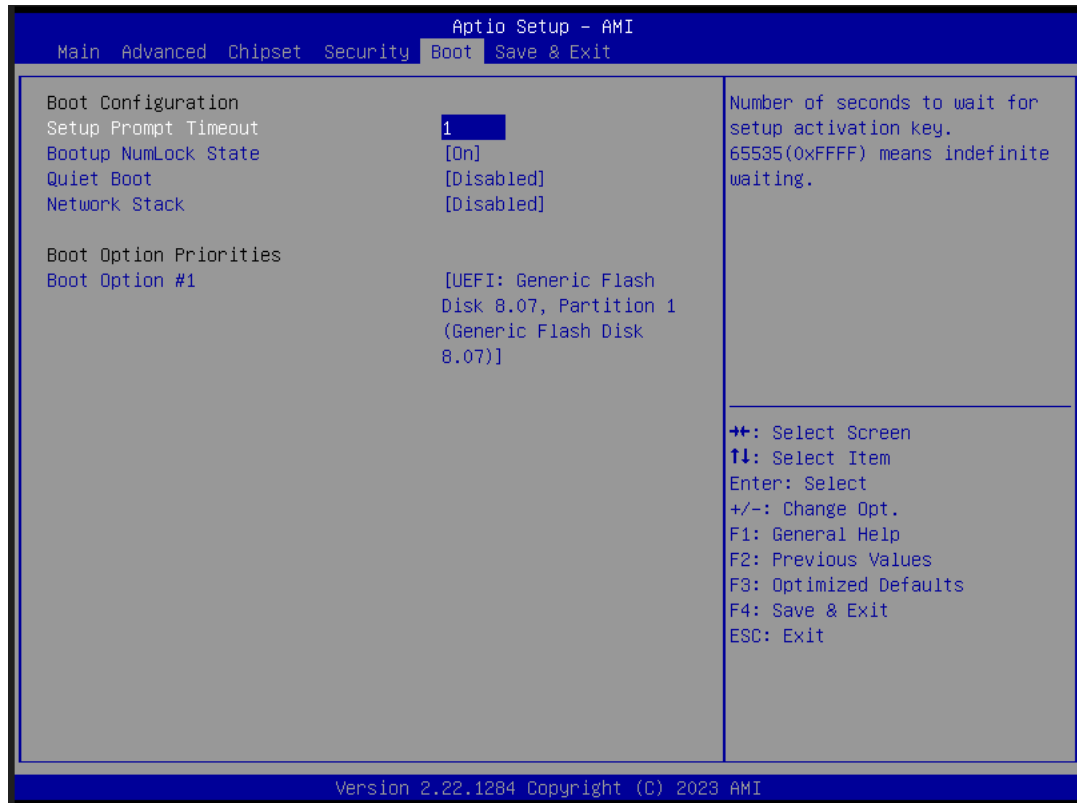 Aptio Setup – AMI
Main Advanced Chipset Security Boot Save & Exit
Boot Configuration
Setup Prompt Timeout 1
Bootup NumLock State [On]
Quiet Boot [Disabled]
Network Stack [Disabled]
Boot Option Priorities
Boot Option #1 [UEFI: Generic Flash
Disk 8.07, Partition 1
(Generic Flash Disk
8.07)]
Number of seconds to wait for
setup activation key.
65535(0xFFFF) means indefinite
waiting.
→←: Select Screen
↑↓: Select Item
Enter: Select
+/-: Change Opt.
F1: General Help
F2: Previous Values
F3: Optimized Defaults
F4: Save & Exit
ESC: Exit
Version 2.22.1284 Copyright (C) 2023 AMI